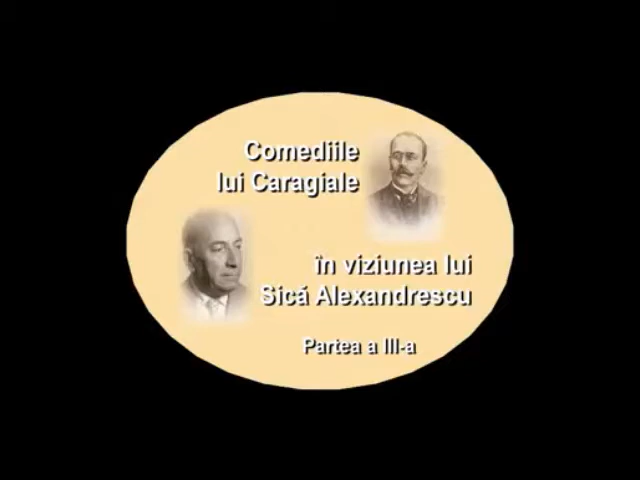 Comediile
lui Caragiale
în viziunea lui
Sică Alexandrescu
Partea a III-a